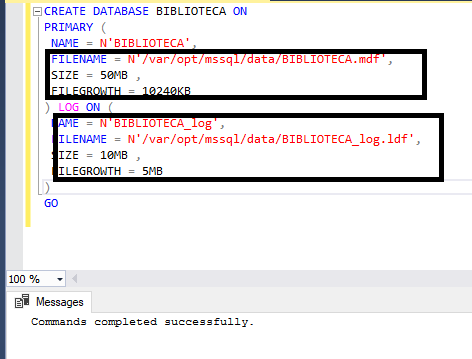 CREATE DATABASE BIBLIOTECA ON
PRIMARY (
NAME = N'BIBLIOTECA',
FILENAME = N'/var/opt/mssql/data/BIBLIOTECA.mdf',
SIZE = 50MB ,
FILEGROWTH = 10240KB
) LOG ON (
NAME = N'BIBLIOTECA_log',
FILENAME = N'/var/opt/mssql/data/BIBLIOTECA_log.ldf',
SIZE = 10MB ,
FILEGROWTH = 5MB
)
GO
100 %
Messages
Commands completed successfully.